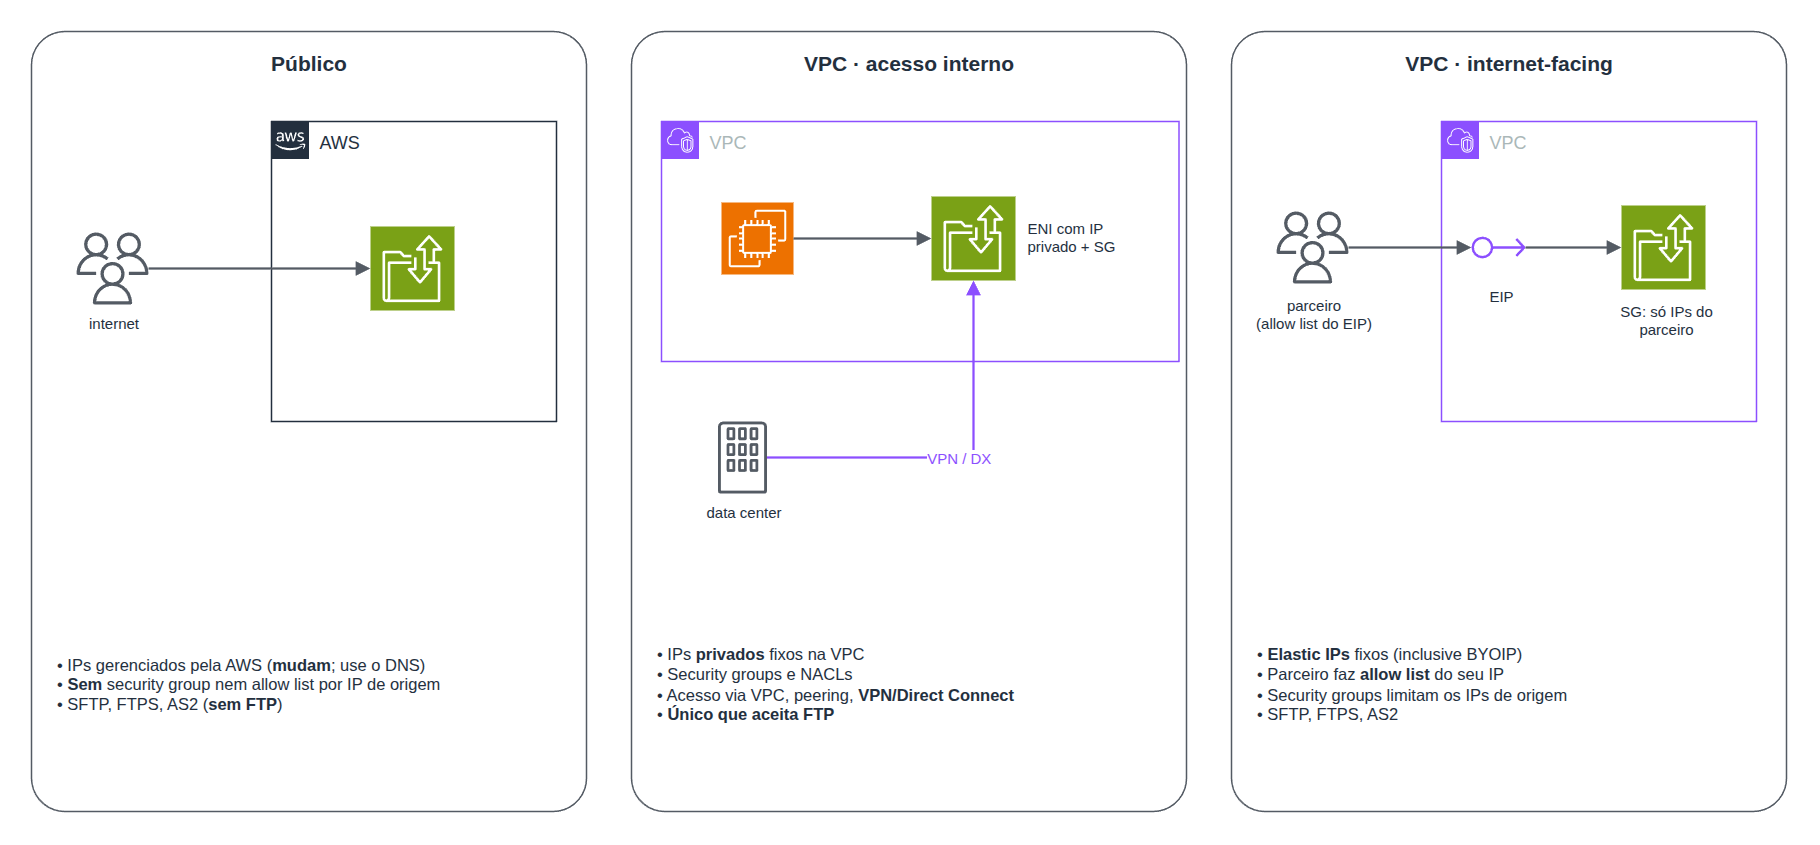 Público
aws
AWS
internet
• IPs gerenciados pela AWS (mudam; use o DNS)
• Sem security group nem allow list por IP de origem
• SFTP, FTPS, AS2 (sem FTP)
VPC · acesso interno
VPC
ENI com IP
privado + SG
VPN / DX
data center
• IPs privados fixos na VPC
• Security groups e NACLs
• Acesso via VPC, peering, VPN/Direct Connect
• Único que aceita FTP
VPC · internet-facing
VPC
parceiro
(allow list do EIP)
EIP
SG: só IPs do
parceiro
• Elastic IPs fixos (inclusive BYOIP)
• Parceiro faz allow list do seu IP
• Security groups limitam os IPs de origem
• SFTP, FTPS, AS2